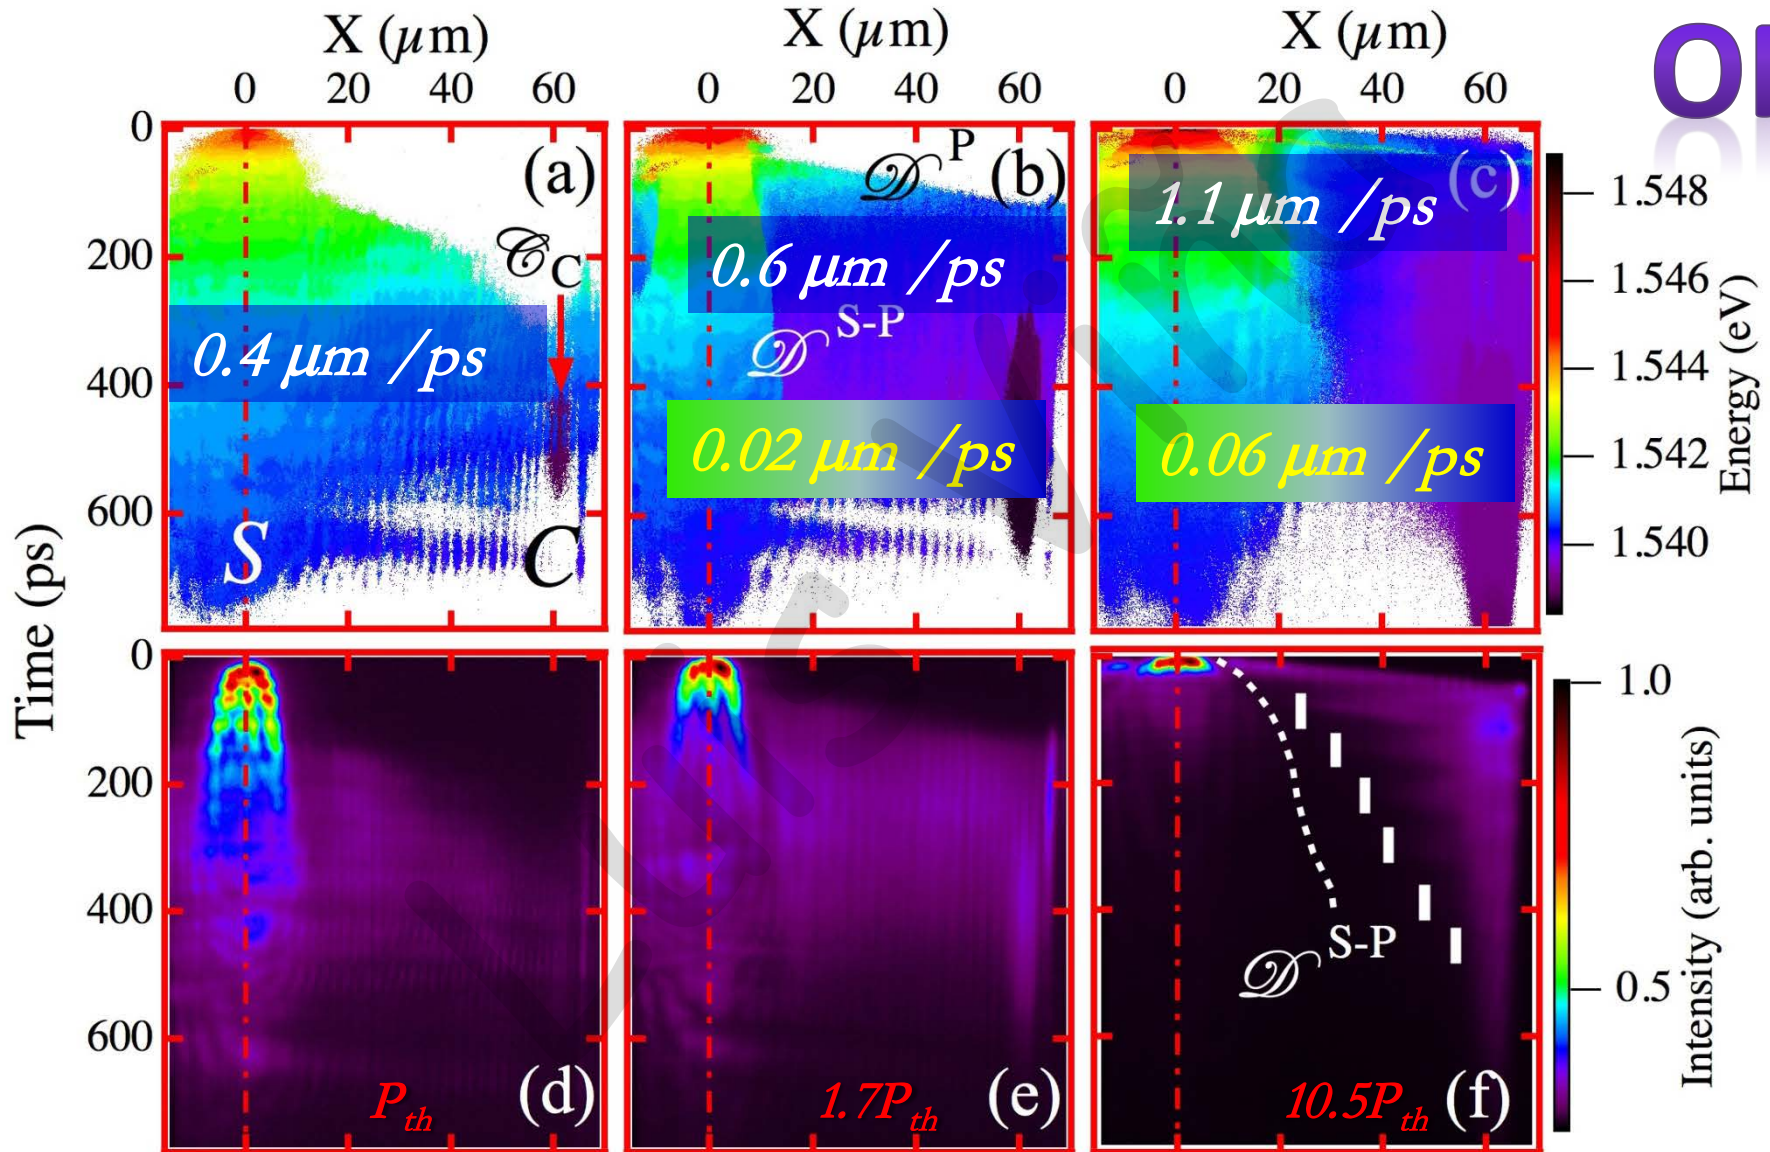 X (μm) X (μm) X (μm)
0 20 40 60 0 20 40 60 0 20 40 60
Time (ps)
0
200
400
600
(a)
𝒞C
0.4 μm /ps
S
C
𝒟P
(b)
0.6 μm /ps
𝒟S-P
0.02 μm /ps
(c)
1.1 μm /ps
0.06 μm /ps
1.548
1.546
1.544
1.542
1.540
Energy (eV)
0
200
400
600
Pth
(d)
1.7Pth
(e)
𝒟S-P
10.5Pth
(f)
1.0
0.5
Intensity (arb. units)
Luis Viña